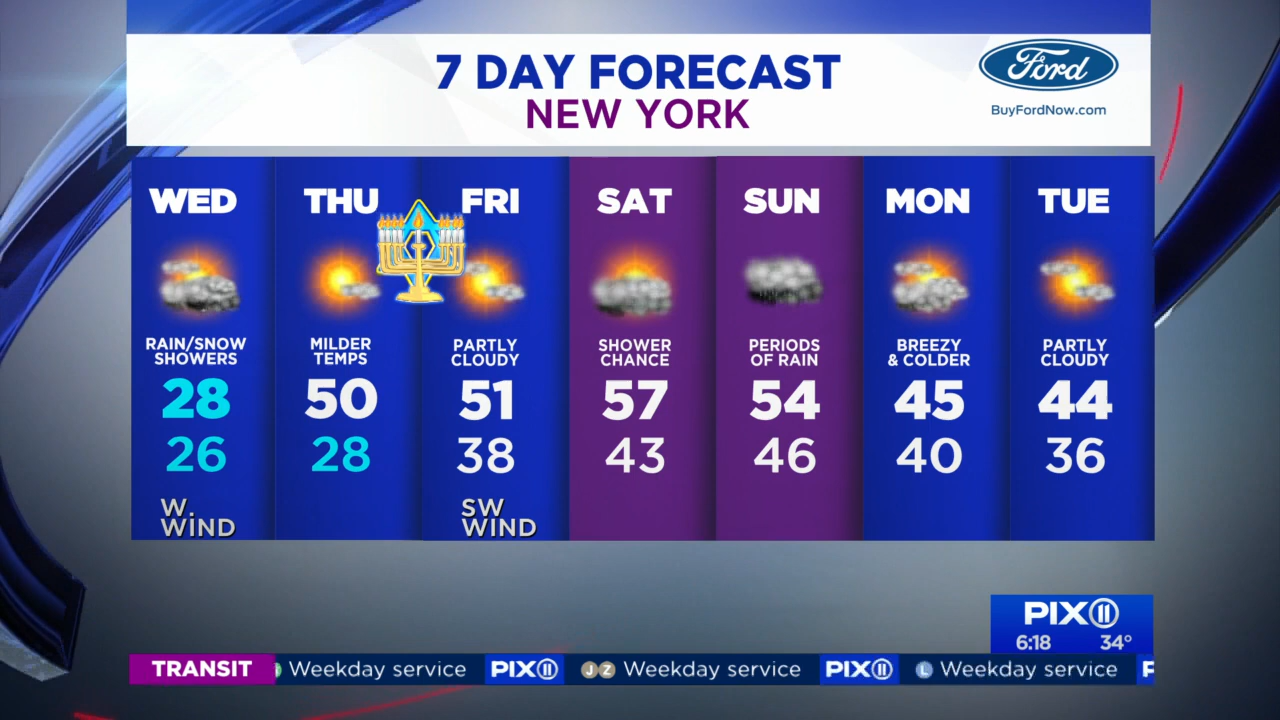 7 DAY FORECAST
NEW YORK
Ford
BuyFordNow.com
WED
RAIN/SNOW
SHOWERS
28
26
W.
WIND
THU
MILDER
TEMPS
50
28
FRI
PARTLY
CLOUDY
51
38
SW
WIND
SAT
SHOWER
CHANCE
57
43
SUN
PERIODS
OF RAIN
54
46
MON
BREEZY
& COLDER
45
40
TUE
PARTLY
CLOUDY
44
36
PIX11
6:18 34°
TRANSIT Weekday service PIX11 J Z Weekday service PIX11 L Weekday service P